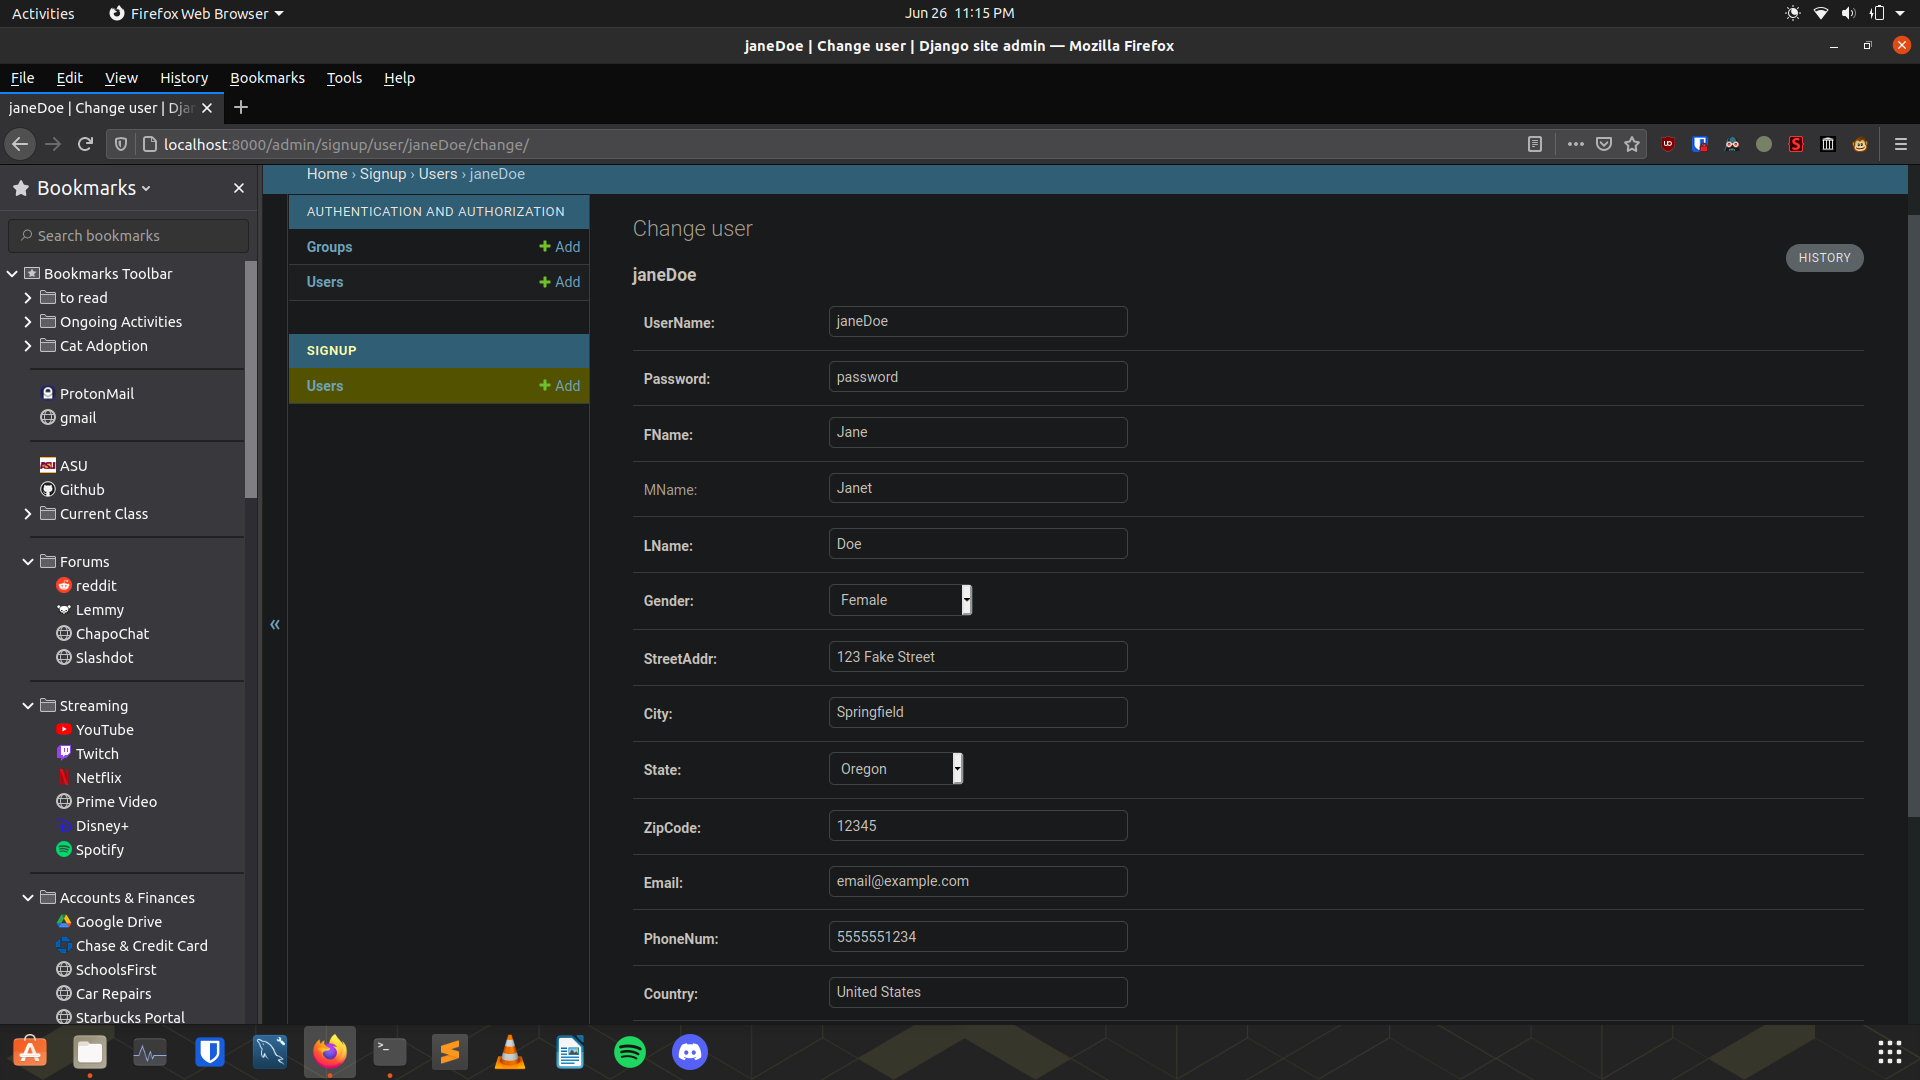 Activities
Firefox Web Browser
Jun 26 11:15 PM
janeDoe | Change user | Django site admin — Mozilla Firefox
File Edit View History Bookmarks Tools Help
janeDoe | Change user | Djan
localhost:8000/admin/signup/user/janeDoe/change/
Bookmarks
Search bookmarks
Bookmarks Toolbar
to read
Ongoing Activities
Cat Adoption
ProtonMail
gmail
ASU
Github
Current Class
Forums
reddit
Lemmy
ChapoChat
Slashdot
Streaming
YouTube
Twitch
Netflix
Prime Video
Disney+
Spotify
Accounts & Finances
Google Drive
Chase & Credit Card
SchoolsFirst
Car Repairs
Starbucks Portal
Home › Signup › Users › janeDoe
AUTHENTICATION AND AUTHORIZATION
Groups + Add
Users + Add
SIGNUP
Users + Add
«
Change user
HISTORY
janeDoe
UserName: janeDoe
Password: password
FName: Jane
MName: Janet
LName: Doe
Gender: Female
StreetAddr: 123 Fake Street
City: Springfield
State: Oregon
ZipCode: 12345
Email: email@example.com
PhoneNum: 5555551234
Country: United States